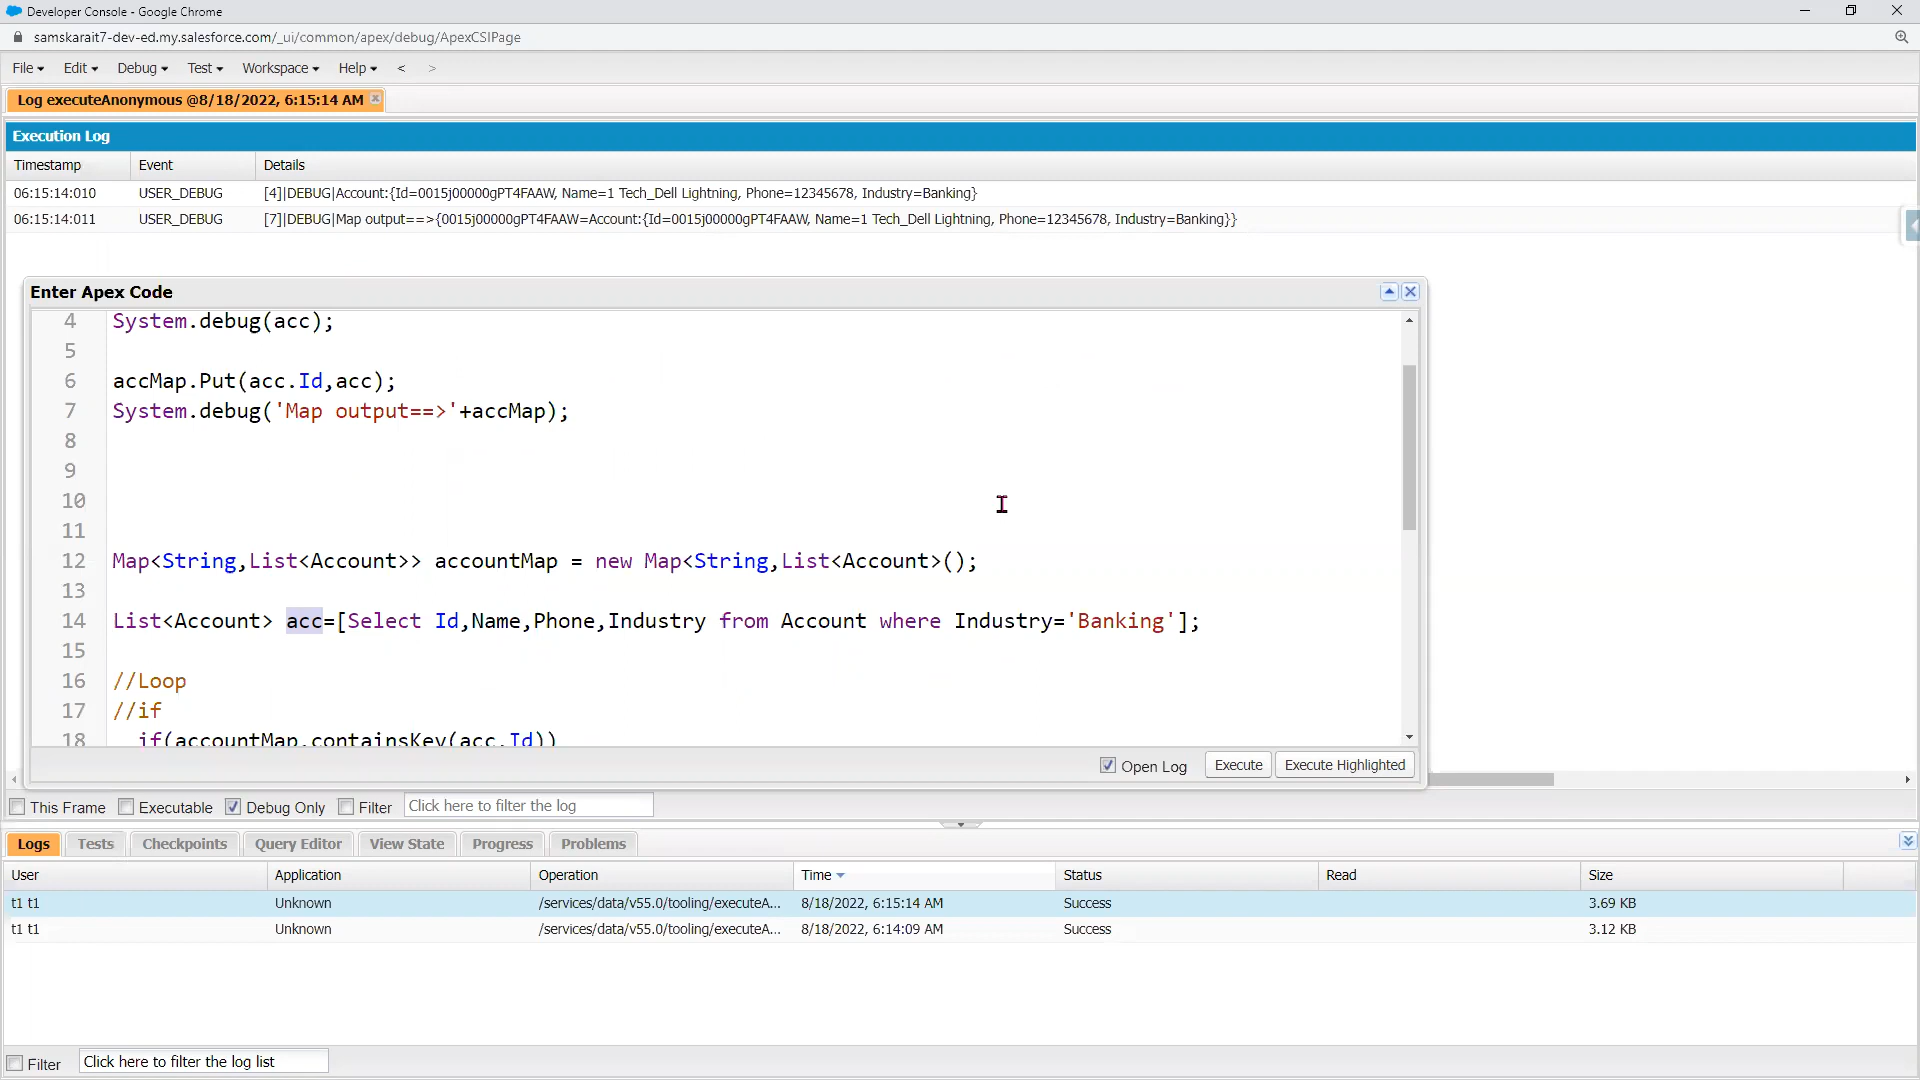 Developer Console - Google Chrome
samskarait7-dev-ed.my.salesforce.com/_ui/common/apex/debug/ApexCSIPage
File Edit Debug Test Workspace Help < >
Log executeAnonymous @8/18/2022, 6:15:14 AM
Execution Log
Timestamp Event Details
06:15:14:010 USER_DEBUG [4]|DEBUG|Account:{Id=0015j00000gPT4FAAW, Name=1 Tech_Dell Lightning, Phone=12345678, Industry=Banking}
06:15:14:011 USER_DEBUG [7]|DEBUG|Map output==>{0015j00000gPT4FAAW=Account:{Id=0015j00000gPT4FAAW, Name=1 Tech_Dell Lightning, Phone=12345678, Industry=Banking}}
Enter Apex Code
4 System.debug(acc);
5
6 accMap.Put(acc.Id,acc);
7 System.debug('Map output==>'+accMap);
8
9
10
11
12 Map<String,List<Account>> accountMap = new Map<String,List<Account>();
13
14 List<Account> acc=[Select Id,Name,Phone,Industry from Account where Industry='Banking'];
15
16 //Loop
17 //if
18 if(accountMap.containsKey(acc.Id))
Open Log Execute Execute Highlighted
This Frame Executable Debug Only Filter Click here to filter the log
Logs Tests Checkpoints Query Editor View State Progress Problems
User Application Operation Time Status Read Size
t1 t1 Unknown /services/data/v55.0/tooling/executeA... 8/18/2022, 6:15:14 AM Success 3.69 KB
t1 t1 Unknown /services/data/v55.0/tooling/executeA... 8/18/2022, 6:14:09 AM Success 3.12 KB
Filter Click here to filter the log list